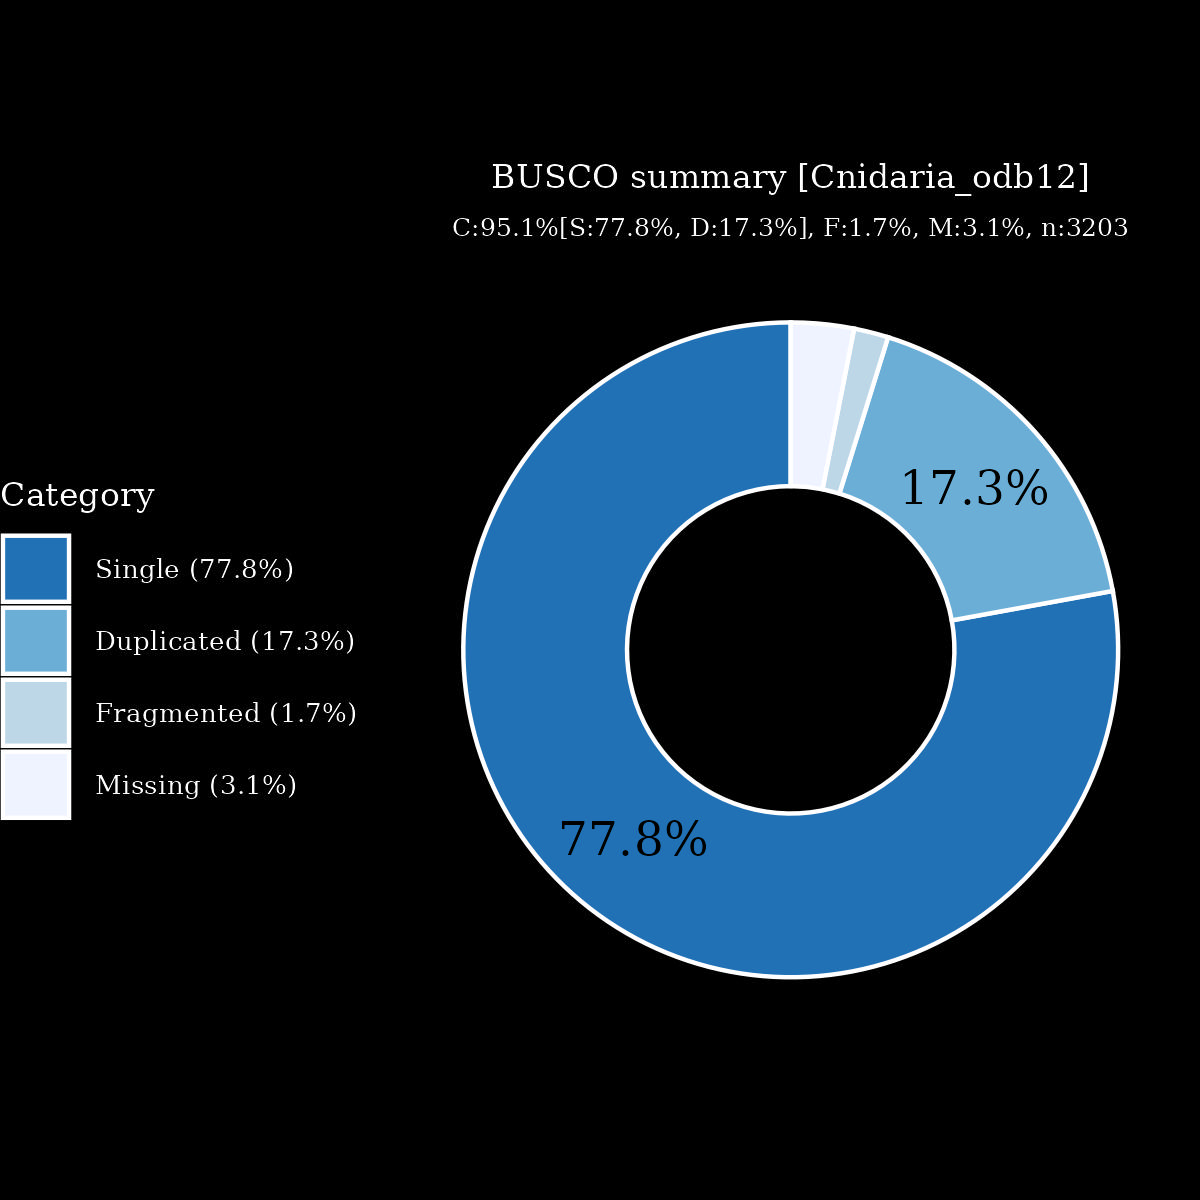 BUSCO summary [Cnidaria_odb12]
C:95.1%[S:77.8%, D:17.3%], F:1.7%, M:3.1%, n:3203
Category
Single (77.8%)
Duplicated (17.3%)
Fragmented (1.7%)
Missing (3.1%)
17.3%
77.8%